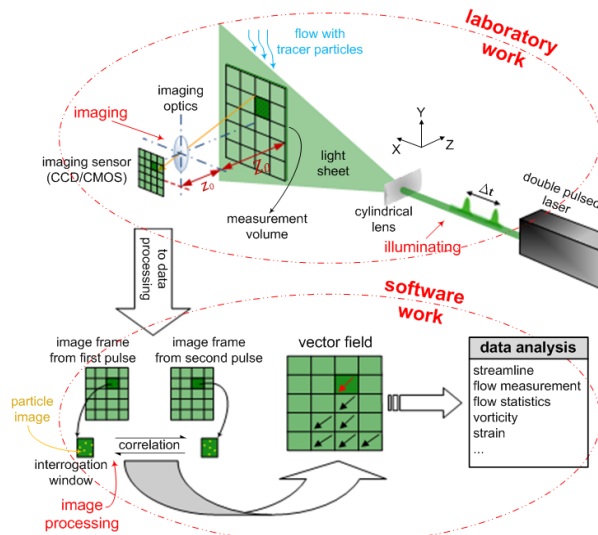 flow with
tracer particles
laboratory
work
imaging
optics
imaging
imaging sensor
(CCD/CMOS)
z₀
Z₀
light
sheet
measurement
volume
Y
X
Z
cylindrical
lens
Δt
double pulsed
laser
illuminating
to data
processing
software
work
image frame
from first pulse
image frame
from second pulse
vector field
data analysis
streamline
flow measurement
flow statistics
vorticity
strain
...
particle
image
correlation
interrogation
window
image
processing